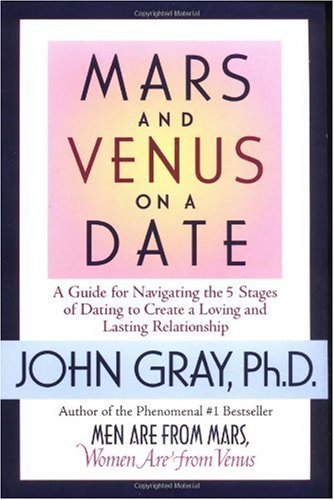 MARS
AND
VENUS
ON A
DATE
A Guide for Navigating the 5 Stages
of Dating to Create a Loving and
Lasting Relationship
JOHN GRAY, Ph.D.
Author of the Phenomenal #1 Bestseller
MEN ARE FROM MARS,
Women Are from Venus